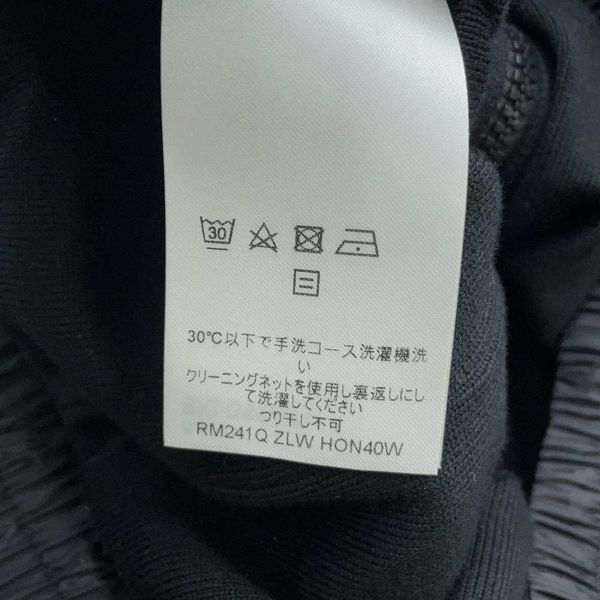 30
30℃以下で手洗コース洗濯機洗
い
クリーニングネットを使用し裏返しにし
て洗濯してください
つり干し不可
RM241Q ZLW HON40W